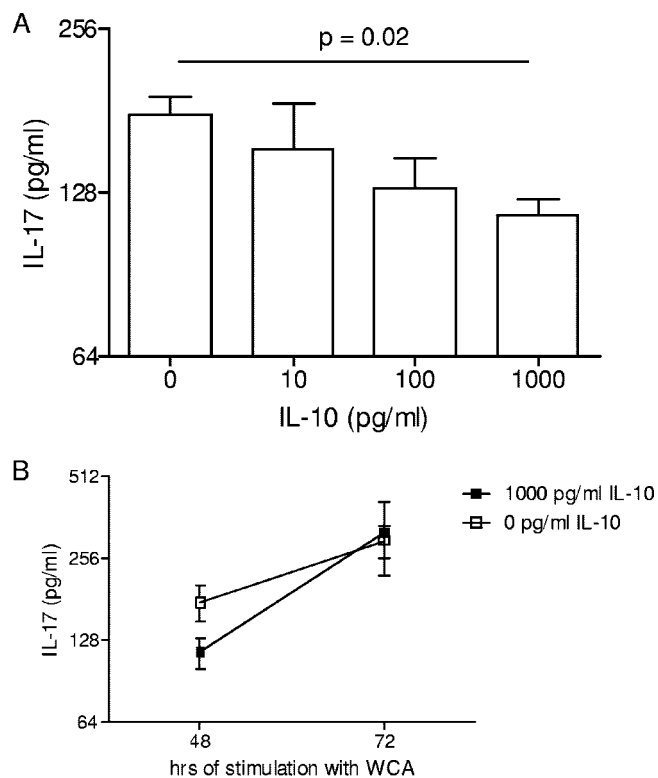 A
256
p = 0.02
128
64
IL-17 (pg/ml)
0 10 100 1000
IL-10 (pg/ml)
B
512
256
128
64
IL-17 (pg/ml)
1000 pg/ml IL-10
0 pg/ml IL-10
48 72
hrs of stimulation with WCA